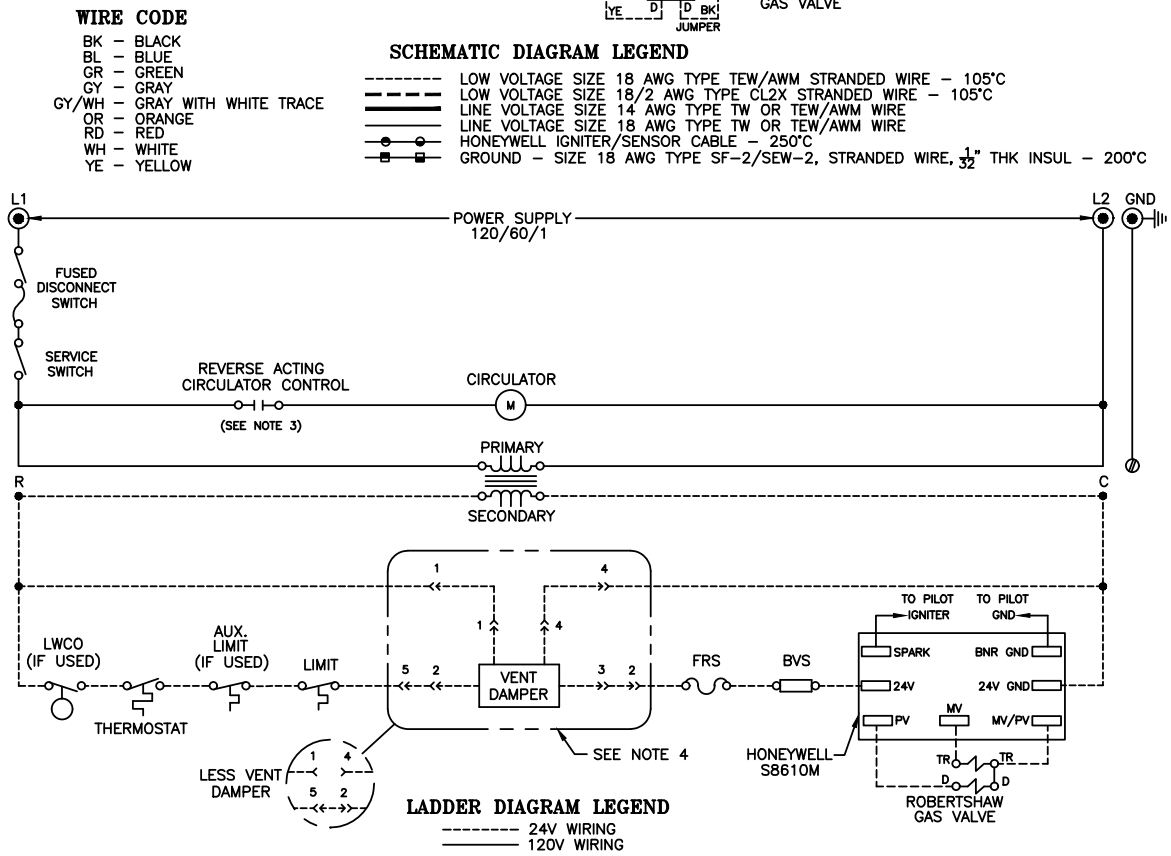 YE D D BK
GAS VALVE
JUMPER
WIRE CODE
BK – BLACK
BL – BLUE
GR – GREEN
GY – GRAY
GY/WH – GRAY WITH WHITE TRACE
OR – ORANGE
RD – RED
WH – WHITE
YE – YELLOW
SCHEMATIC DIAGRAM LEGEND
LOW VOLTAGE SIZE 18 AWG TYPE TEW/AWM STRANDED WIRE – 105°C
LOW VOLTAGE SIZE 18/2 AWG TYPE CL2X STRANDED WIRE – 105°C
LINE VOLTAGE SIZE 14 AWG TYPE TW OR TEW/AWM WIRE
LINE VOLTAGE SIZE 18 AWG TYPE TW OR TEW/AWM WIRE
HONEYWELL IGNITER/SENSOR CABLE – 250°C
GROUND – SIZE 18 AWG TYPE SF-2/SEW-2, STRANDED WIRE, 1/32" THK INSUL – 200°C
L1
L2 GND
POWER SUPPLY
120/60/1
FUSED
DISCONNECT
SWITCH
SERVICE
SWITCH
REVERSE ACTING
CIRCULATOR CONTROL
(SEE NOTE 3)
CIRCULATOR
M
PRIMARY
R
C
SECONDARY
1
4
1
4
TO PILOT
IGNITER
TO PILOT
GND
LWCO
(IF USED)
THERMOSTAT
AUX.
LIMIT
(IF USED)
LIMIT
5 2
VENT
DAMPER
3 2
FRS
BVS
SPARK
BNR GND
24V
24V GND
PV
MV
MV/PV
HONEYWELL
S8610M
TR
TR
D
D
ROBERTSHAW
GAS VALVE
SEE NOTE 4
LESS VENT
DAMPER
1 4
5 2
LADDER DIAGRAM LEGEND
24V WIRING
120V WIRING